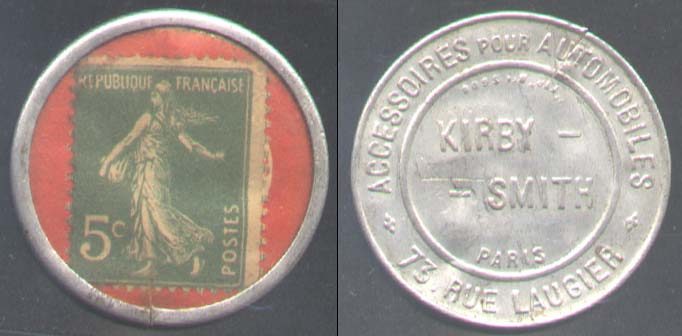 REPUBLIQUE FRANÇAISE
5c
POSTES
ACCESSOIRES POUR AUTOMOBILES
KIRBY -
- SMITH
PARIS
73. RUE LAUGIER